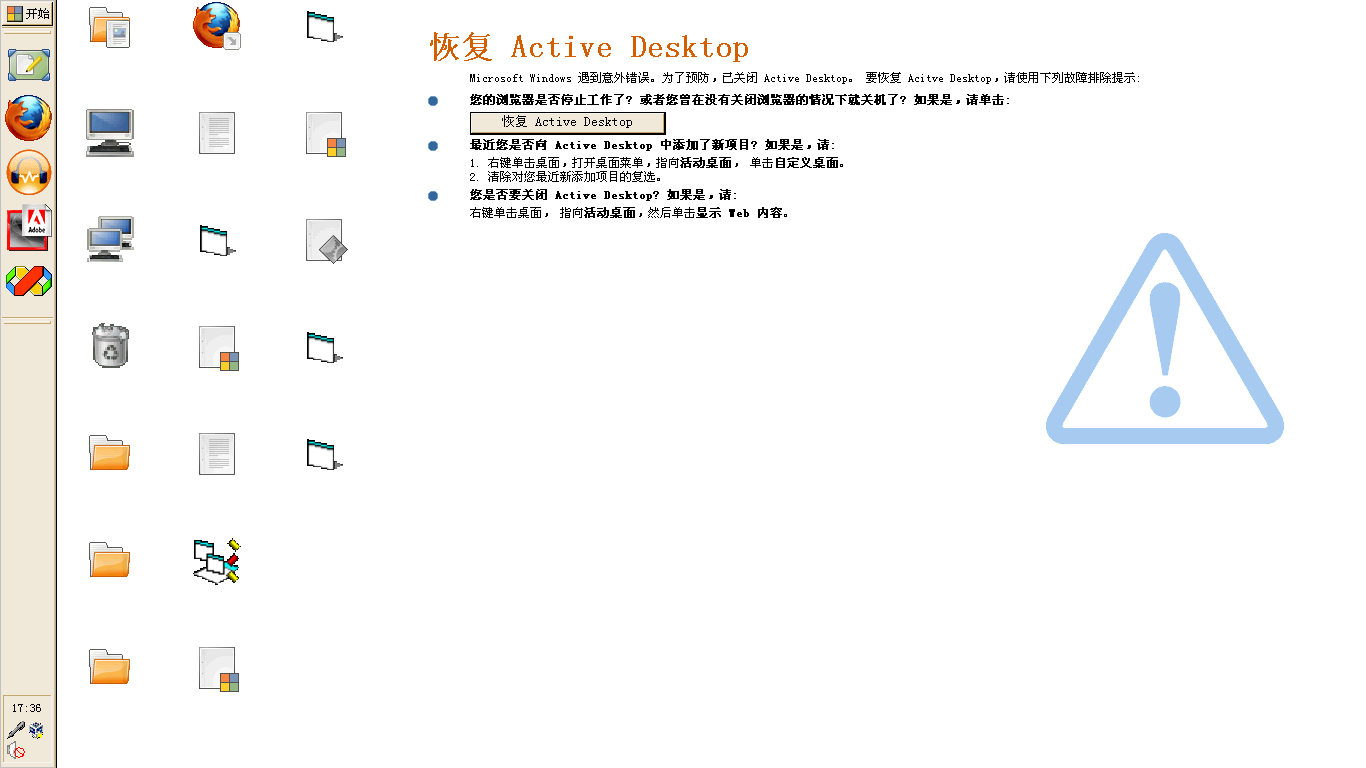 开始
恢复 Active Desktop
Microsoft Windows 遇到意外错误。为了预防,已关闭 Active Desktop。 要恢复 Acitve Desktop,请使用下列故障排除提示:
您的浏览器是否停止工作了? 或者您曾在没有关闭浏览器的情况下就关机了? 如果是,请单击:
恢复 Active Desktop
最近您是否向 Active Desktop 中添加了新项目? 如果是,请:
1. 右键单击桌面,打开桌面菜单,指向活动桌面, 单击自定义桌面。
2. 清除对您最近新添加项目的复选。
您是否要关闭 Active Desktop? 如果是,请:
右键单击桌面, 指向活动桌面,然后单击显示 Web 内容。
Adobe
17:36